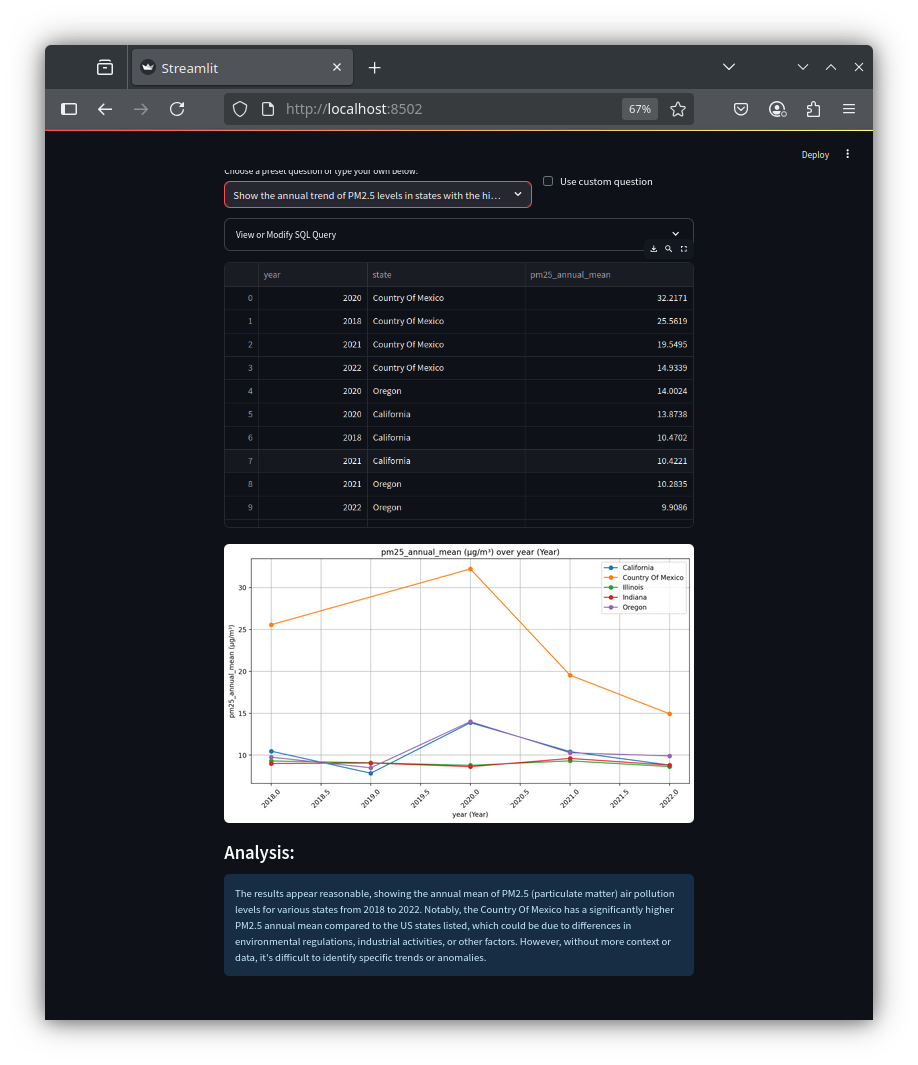 Streamlit
http://localhost:8502
67%
Deploy
Choose a preset question or type your own below:
Show the annual trend of PM2.5 levels in states with the hi...
Use custom question
View or Modify SQL Query
year state pm25_annual_mean
0 2020 Country Of Mexico 32.2171
1 2018 Country Of Mexico 25.5619
2 2021 Country Of Mexico 19.5495
3 2022 Country Of Mexico 14.9339
4 2020 Oregon 14.0024
5 2020 California 13.8738
6 2018 California 10.4702
7 2021 California 10.4221
8 2021 Oregon 10.2835
9 2022 Oregon 9.9086
pm25_annual_mean (µg/m³) over year (Year)
California
Country Of Mexico
Illinois
Indiana
Oregon
30
25
20
15
10
pm25_annual_mean (µg/m³)
2018.0 2018.5 2019.0 2019.5 2020.0 2020.5 2021.0 2021.5 2022.0
year (Year)
Analysis:
The results appear reasonable, showing the annual mean of PM2.5 (particulate matter) air pollution
levels for various states from 2018 to 2022. Notably, the Country Of Mexico has a significantly higher
PM2.5 annual mean compared to the US states listed, which could be due to differences in
environmental regulations, industrial activities, or other factors. However, without more context or
data, it's difficult to identify specific trends or anomalies.